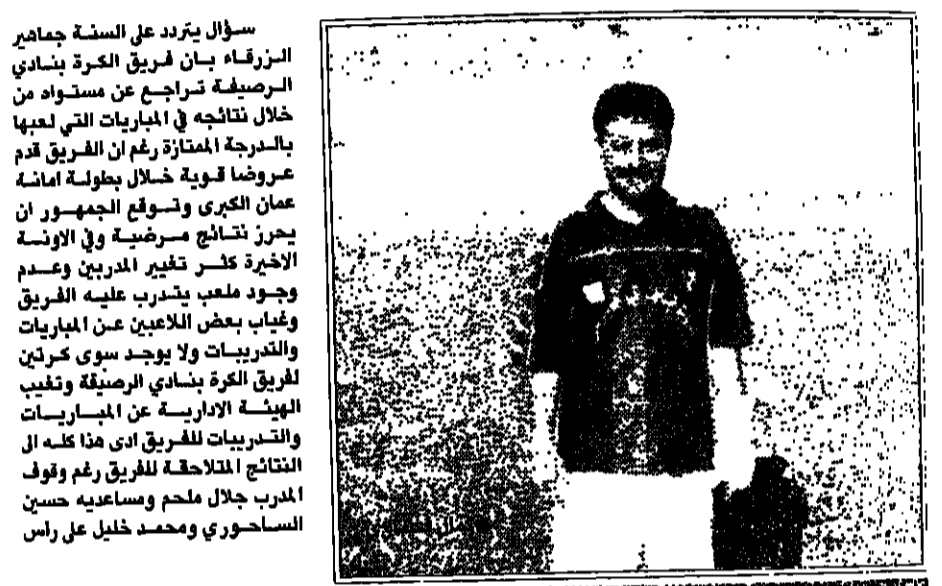 سؤال يتردد على السنة جماهير
الزرقاء بان فريق الكرة بنادي
الرصيفة تراجع عن مستواه من
خلال نتائجه في المباريات التي لعبها
بالدرجة الممتازة رغم ان الفريق قدم
عروضا قوية خلال بطولة امانة
عمان الكبرى وتوقع الجمهور ان
يحرز نتائج مرضية وفي الاونة
الاخيرة كثر تغيير المدربين وعدم
وجود ملعب يتدرب عليه الفريق
وغياب بعض اللاعبين عن المباريات
والتدريبات ولا يوجد سوى كرتين
لفريق الكرة بنادي الرصيفة وتغيب
الهيئة الادارية عن المباريات
والتدريبات للفريق ادى هذا كله الى
النتائج المتلاحقة للفريق رغم وقوف
المدرب جلال ملحم ومساعديه حسين
الساحوري ومحمد خليل على راس